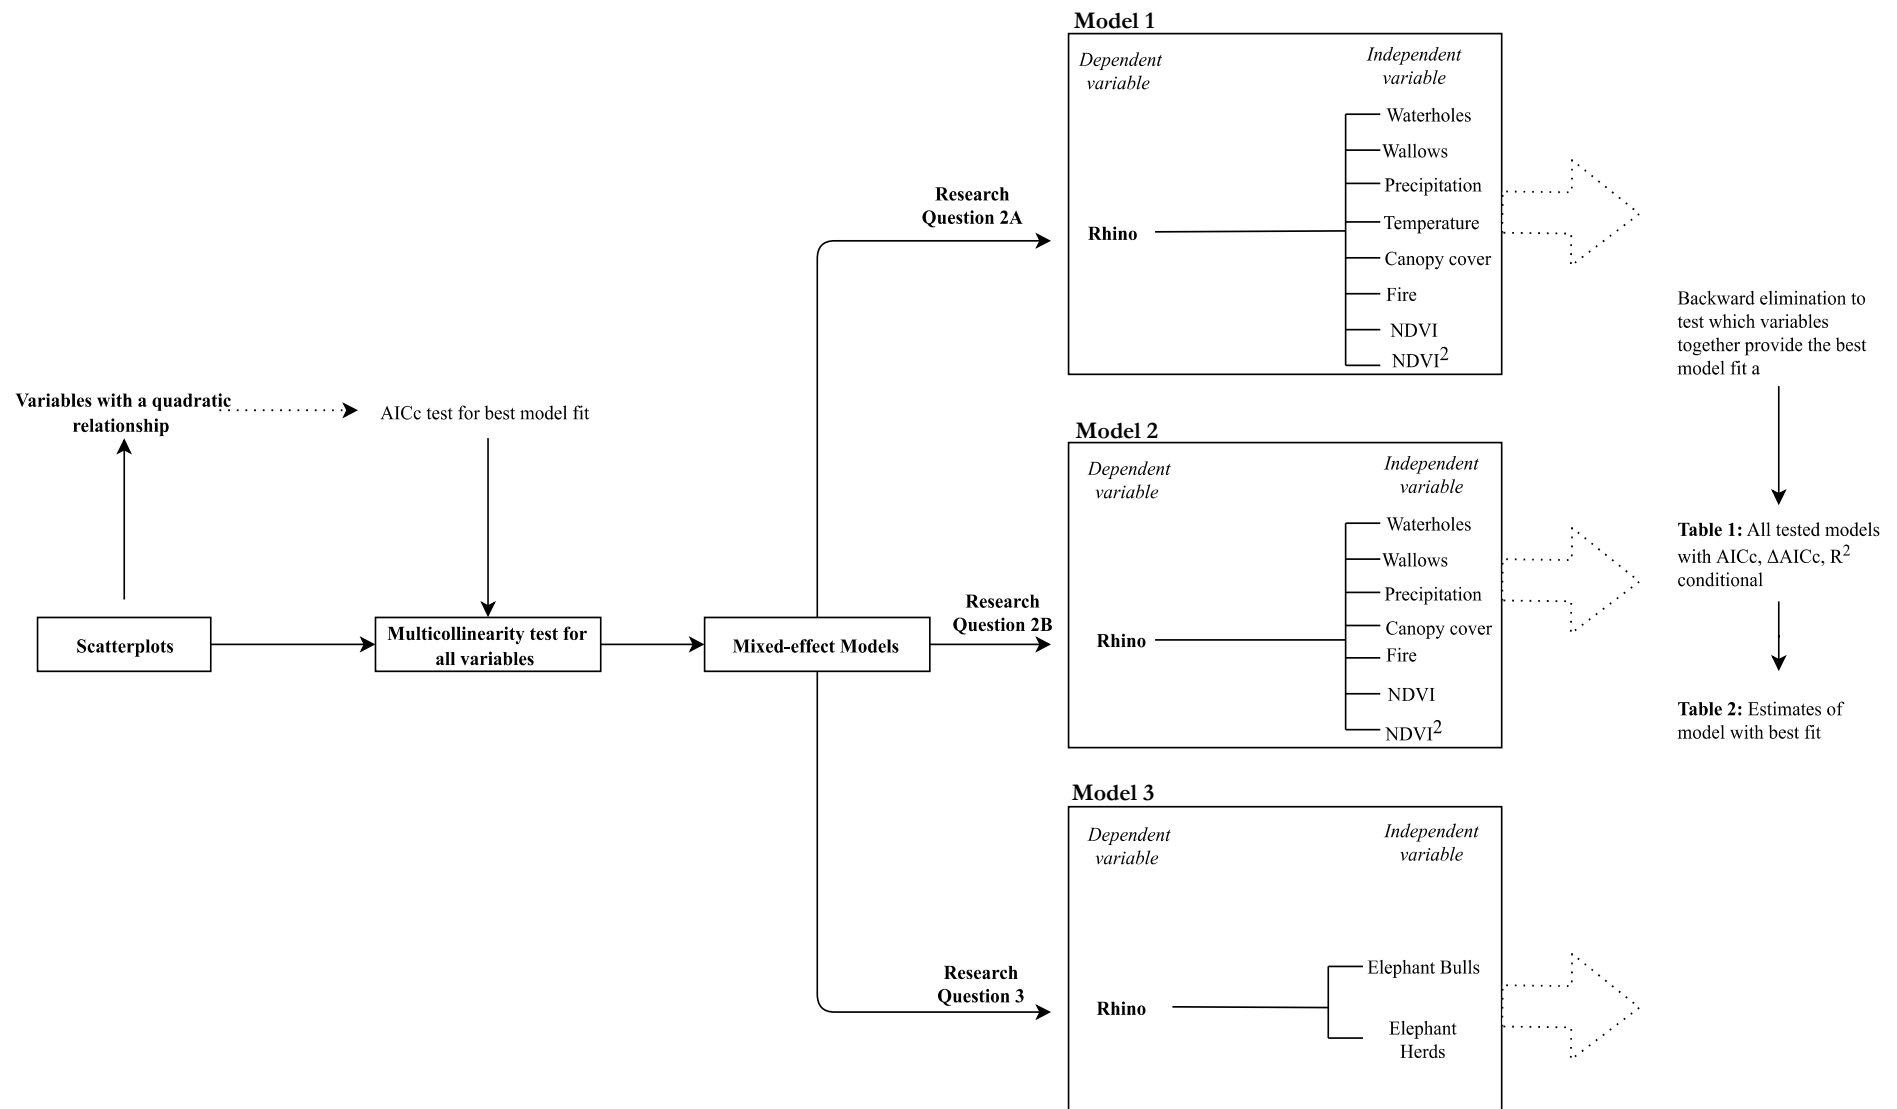 Variables with a quadratic
relationship
AICc test for best model fit
Scatterplots
Multicollinearity test for
all variables
Mixed-effect Models
Research
Question 2A
Research
Question 2B
Research
Question 3
Model 1
Dependent
variable
Independent
variable
Rhino
Waterholes
Wallows
Precipitation
Temperature
Canopy cover
Fire
NDVI
NDVI²
Model 2
Dependent
variable
Independent
variable
Rhino
Waterholes
Wallows
Precipitation
Canopy cover
Fire
NDVI
NDVI²
Model 3
Dependent
variable
Independent
variable
Rhino
Elephant Bulls
Elephant
Herds
Backward elimination to
test which variables
together provide the best
model fit a
Table 1: All tested models
with AICc, ΔAICc, R²
conditional
Table 2: Estimates of
model with best fit